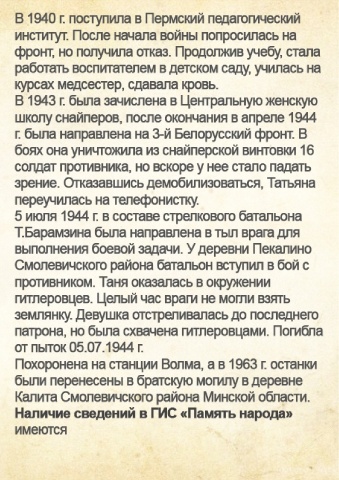 В 1940 г. поступила в Пермский педагогический
институт. После начала войны попросилась на
фронт, но получила отказ. Продолжив учебу, стала
работать воспитателем в детском саду, училась на
курсах медсестер, сдавала кровь.
В 1943 г. была зачислена в Центральную женскую
школу снайперов, после окончания в апреле 1944
г. была направлена на 3-й Белорусский фронт. В
боях она уничтожила из снайперской винтовки 16
солдат противника, но вскоре у нее стало падать
зрение. Отказавшись демобилизоваться, Татьяна
переучилась на телефонистку.
5 июля 1944 г. в составе стрелкового батальона
Т.Барамзина была направлена в тыл врага для
выполнения боевой задачи. У деревни Пекалино
Смолевичского района батальон вступил в бой с
противником. Таня оказалась в окружении
гитлеровцев. Целый час враги не могли взять
землянку. Девушка отстреливалась до последнего
патрона, но была схвачена гитлеровцами. Погибла
от пыток 05.07.1944 г.
Похоронена на станции Волма, а в 1963 г. останки
были перенесены в братскую могилу в деревне
Калита Смолевичского района Минской области.
Наличие сведений в ГИС «Память народа»
имеются